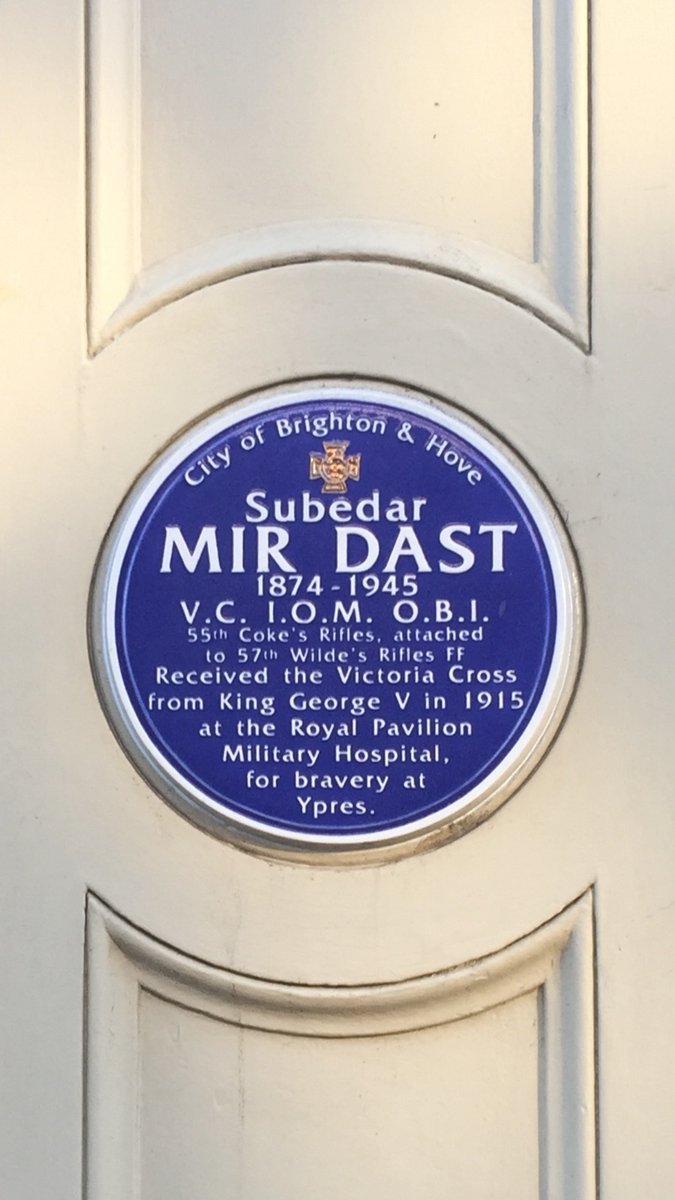 City of Brighton & Hove
Subedar
MIR DAST
1874-1945
V.C. I.O.M. O.B.I.
55th Coke's Rifles, attached
to 57th Wilde's Rifles FF
Received the Victoria Cross
from King George V in 1915
at the Royal Pavilion
Military Hospital,
for bravery at
Ypres.